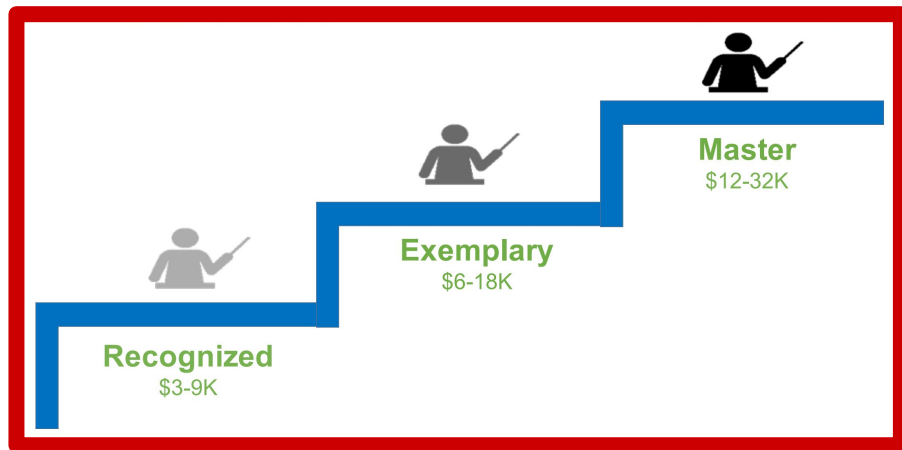 Master
$12-32K
Exemplary
$6-18K
Recognized
$3-9K